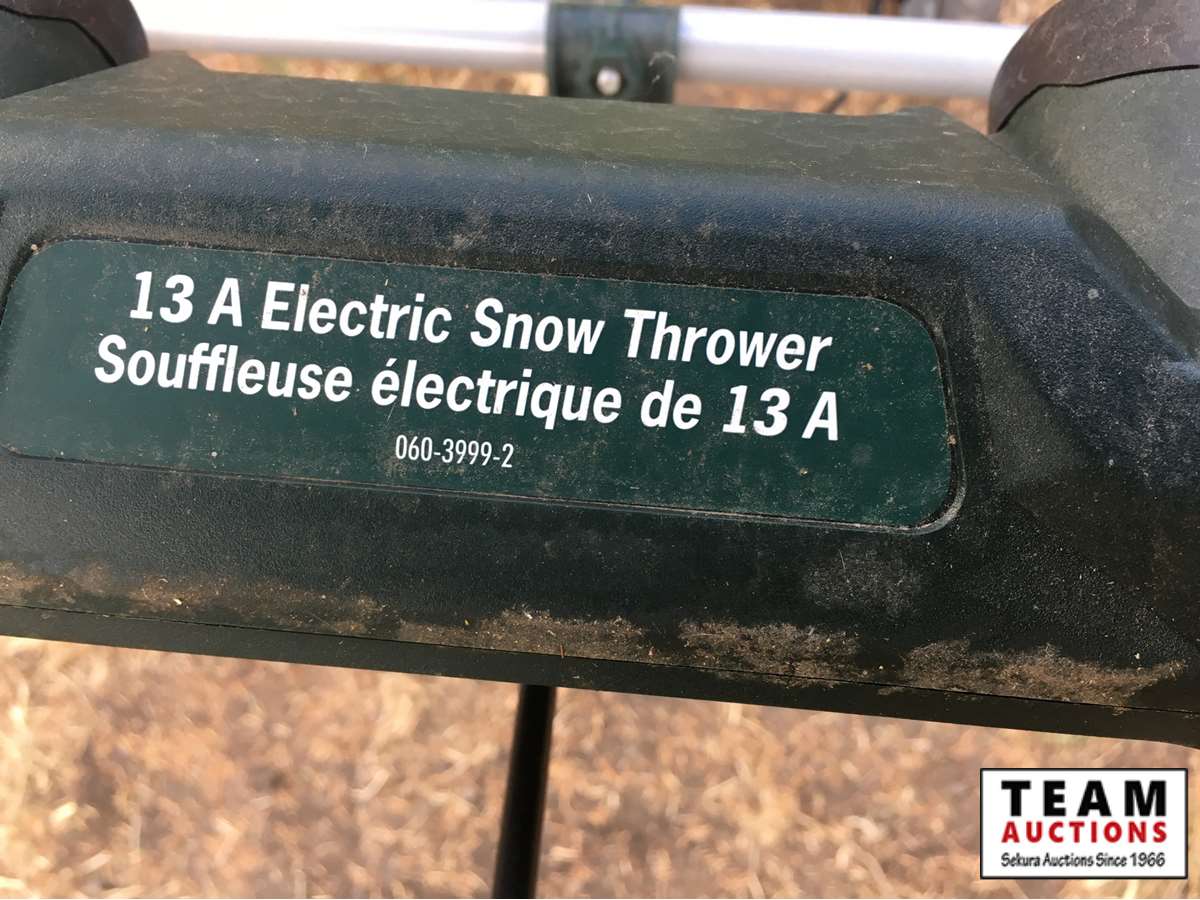 13 A Electric Snow Thrower
Souffleuse électrique de 13 A
060-3999-2
TEAM
AUCTIONS
Sekura Auctions Since 1966